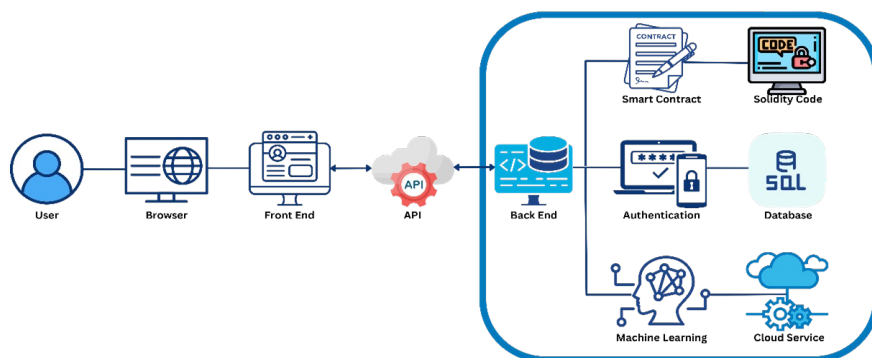 CONTRACT
CODE
Smart Contract
Solidity Code
API
</>
SQL
User
Browser
Front End
API
Back End
Authentication
Database
Machine Learning
Cloud Service